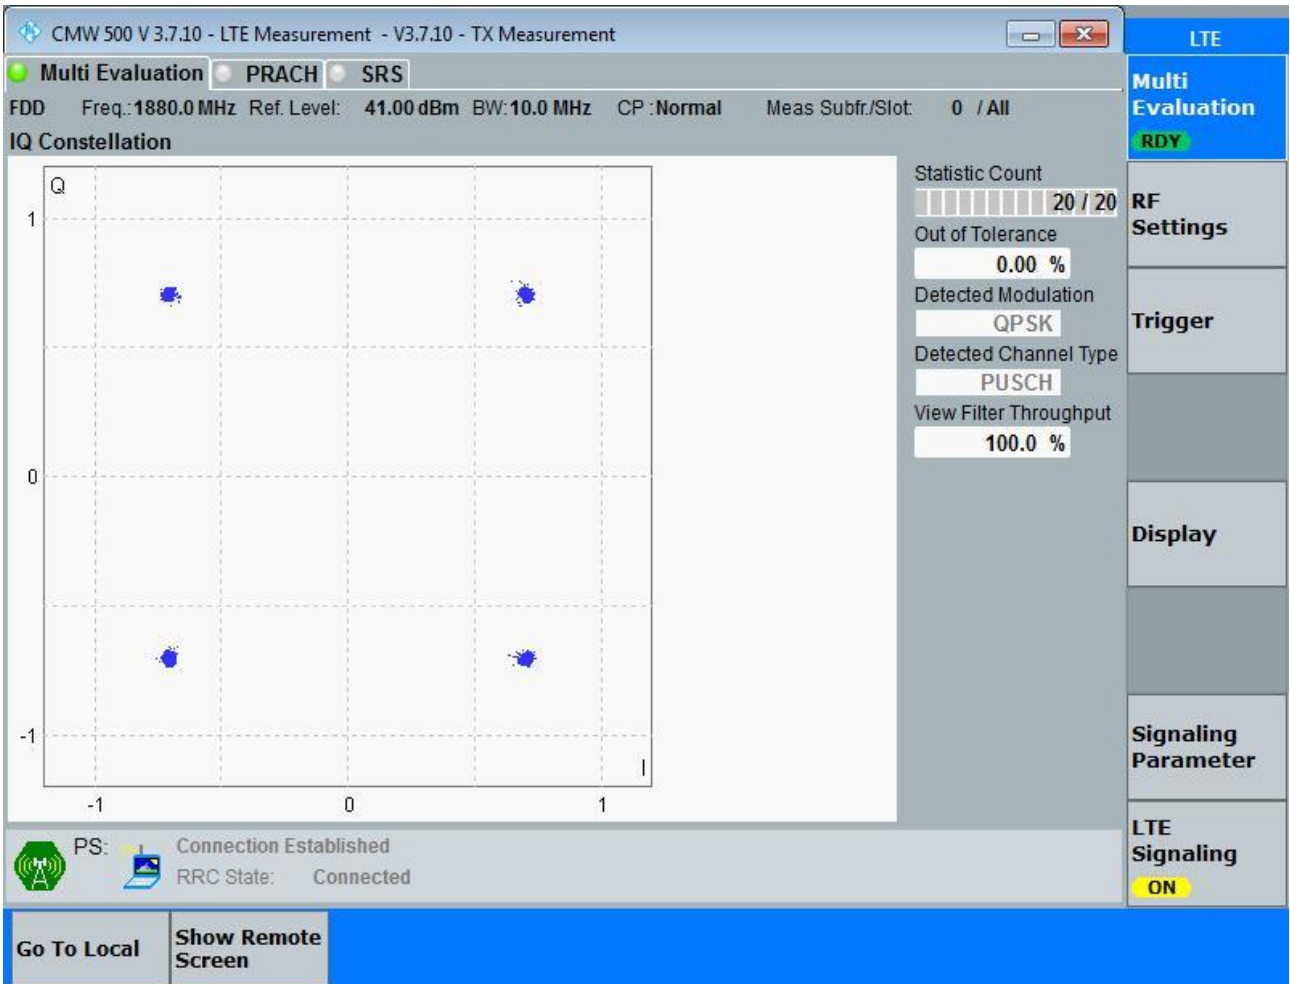 CMW 500 V 3.7.10 - LTE Measurement - V3.7.10 - TX Measurement
LTE
Multi Evaluation PRACH SRS
FDD Freq.:1880.0 MHz Ref. Level: 41.00 dBm BW:10.0 MHz CP :Normal Meas Subfr./Slot: 0 / All
IQ Constellation
Q
1
0
-1
I
-1 0 1
Statistic Count
20 / 20
Out of Tolerance
0.00 %
Detected Modulation
QPSK
Detected Channel Type
PUSCH
View Filter Throughput
100.0 %
Multi
Evaluation
RDY
RF
Settings
Trigger
Display
Signaling
Parameter
LTE
Signaling
ON
PS: Connection Established
RRC State: Connected
Go To Local
Show Remote
Screen